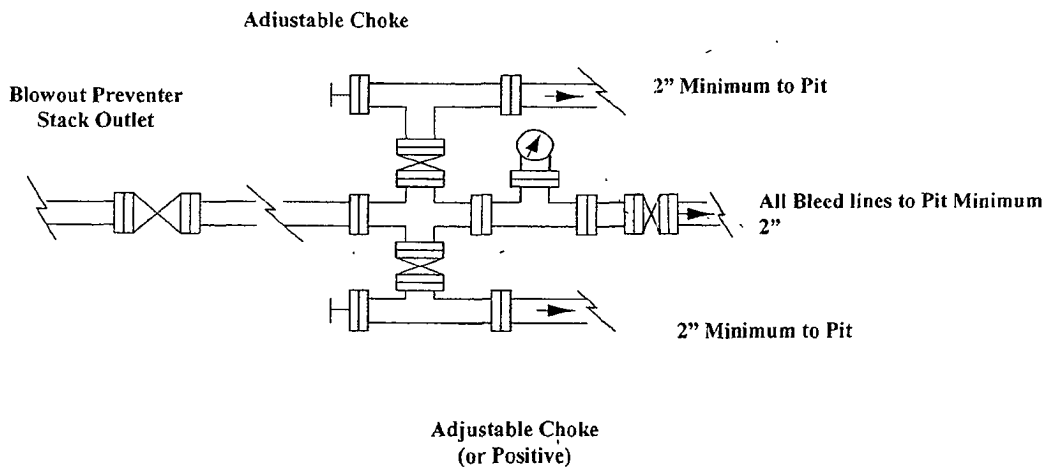 Adiustable Choke
Blowout Preventer
Stack Outlet
2” Minimum to Pit
All Bleed lines to Pit Minimum
2”
2” Minimum to Pit
Adjustable Choke
(or Positive)